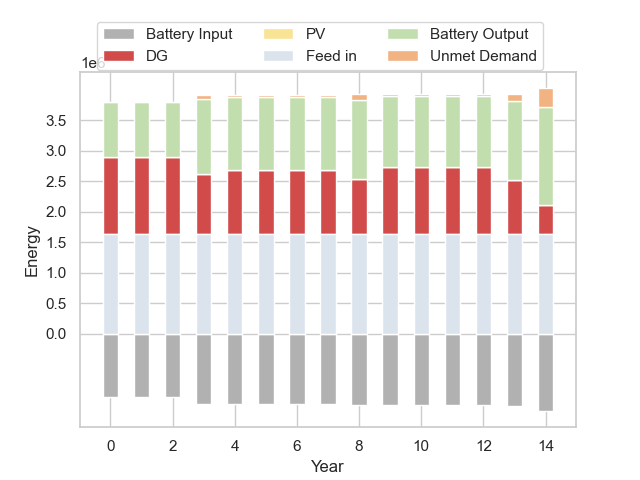 Battery Input PV Battery Output
DG Feed in Unmet Demand
1e6
3.5
3.0
2.5
2.0
1.5
1.0
0.5
0.0
Energy
0 2 4 6 8 10 12 14
Year